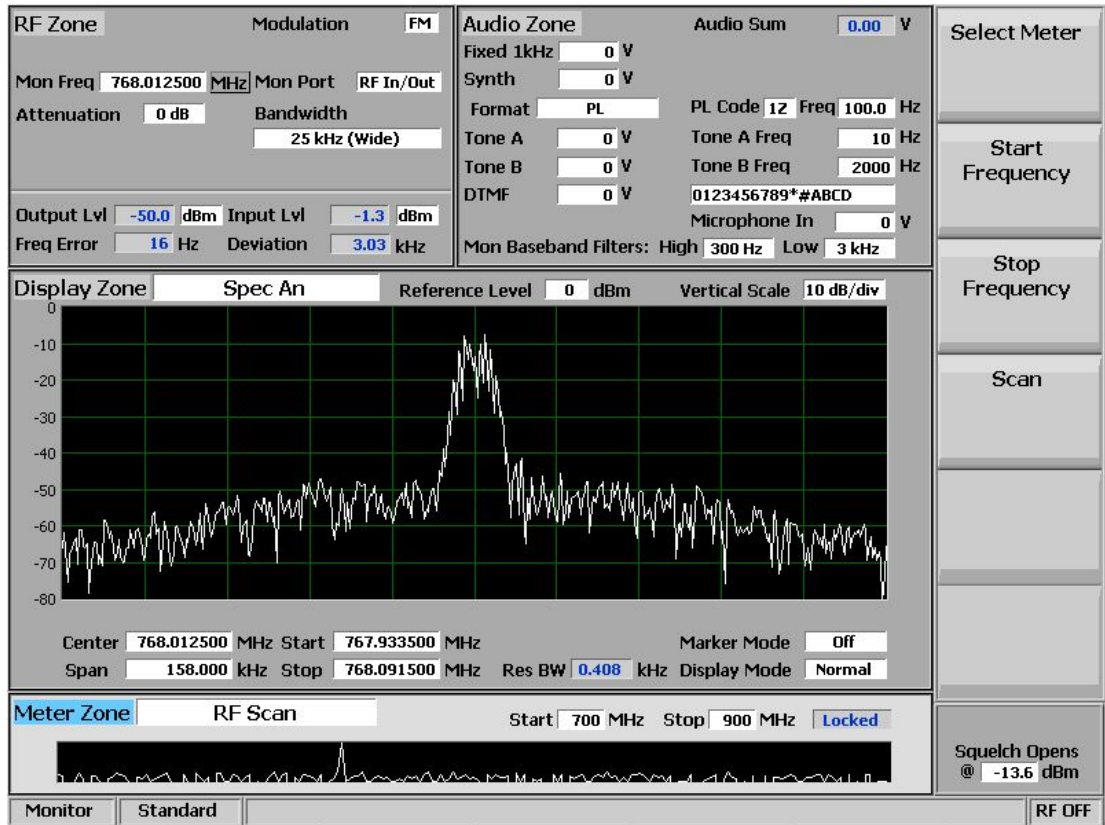 RF Zone Modulation FM
Mon Freq 768.012500 MHz Mon Port RF In/Out
Attenuation 0 dB Bandwidth
25 kHz (Wide)
Output Lvl -50.0 dBm Input Lvl -1.3 dBm
Freq Error 16 Hz Deviation 3.03 kHz
Audio Zone Audio Sum 0.00 V
Fixed 1kHz 0 V
Synth 0 V
Format PL PL Code 1Z Freq 100.0 Hz
Tone A 0 V Tone A Freq 10 Hz
Tone B 0 V Tone B Freq 2000 Hz
DTMF 0 V 0123456789*#ABCD
Microphone In 0 V
Mon Baseband Filters: High 300 Hz Low 3 kHz
Display Zone Spec An Reference Level 0 dBm Vertical Scale 10 dB/div
0
-10
-20
-30
-40
-50
-60
-70
-80
Center 768.012500 MHz Start 767.933500 MHz Marker Mode Off
Span 158.000 kHz Stop 768.091500 MHz Res BW 0.408 kHz Display Mode Normal
Meter Zone RF Scan Start 700 MHz Stop 900 MHz Locked
Select Meter
Start
Frequency
Stop
Frequency
Scan
Squelch Opens
@ -13.6 dBm
Monitor Standard RF OFF